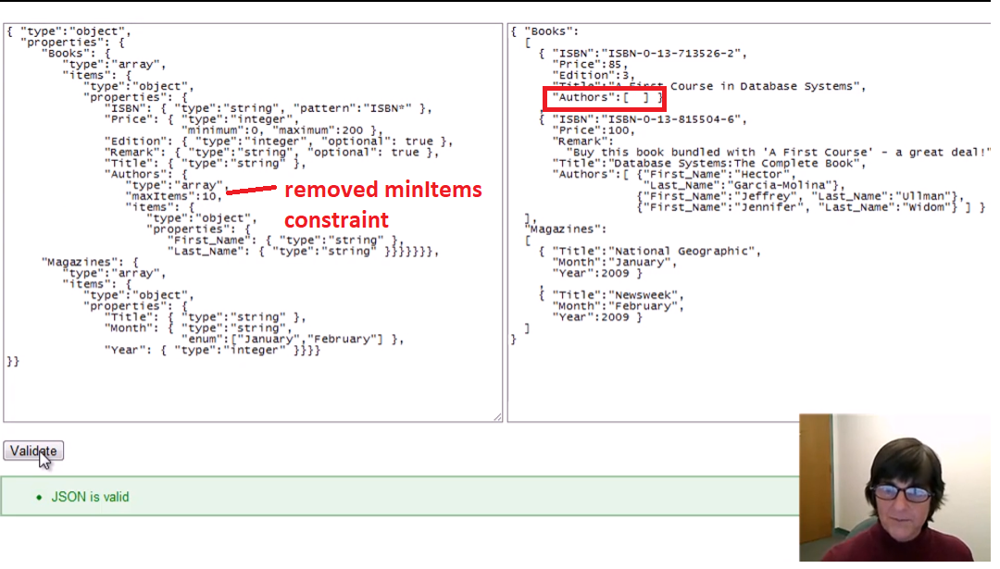 { "type":"object",
"properties": {
"Books": {
"type":"array",
"items": {
"type":"object",
"properties": {
"ISBN": { "type":"string", "pattern":"ISBN*" },
"Price": { "type":"integer",
"minimum":0, "maximum":200 },
"Edition": { "type":"integer", "optional": true },
"Remark": { "type":"string", "optional": true },
"Title": { "type":"string" },
"Authors": {
"type":"array",
"maxItems":10,
"items": {
"type":"object",
"properties": {
"First_Name": { "type":"string" },
"Last_Name": { "type":"string" }}}}}}},
"Magazines": {
"type":"array",
"items": {
"type":"object",
"properties": {
"Title": { "type":"string" },
"Month": { "type":"string",
"enum":["January","February"] },
"Year": { "type":"integer" }}}}
}}
removed minItems
constraint
{ "Books":
[
{ "ISBN":"ISBN-0-13-713526-2",
"Price":85,
"Edition":3,
"Title":"A First Course in Database Systems",
"Authors":[ ] }
,
{ "ISBN":"ISBN-0-13-815504-6",
"Price":100,
"Remark":
"Buy this book bundled with 'A First Course' - a great deal!"
"Title":"Database Systems:The Complete Book",
"Authors":[ {"First_Name":"Hector",
"Last_Name":"Garcia-Molina"},
{"First_Name":"Jeffrey", "Last_Name":"Ullman"},
{"First_Name":"Jennifer", "Last_Name":"Widom"} ] }
],
"Magazines":
[
{ "Title":"National Geographic",
"Month":"January",
"Year":2009 }
,
{ "Title":"Newsweek",
"Month":"February",
"Year":2009 }
]
}
Validate
• JSON is valid